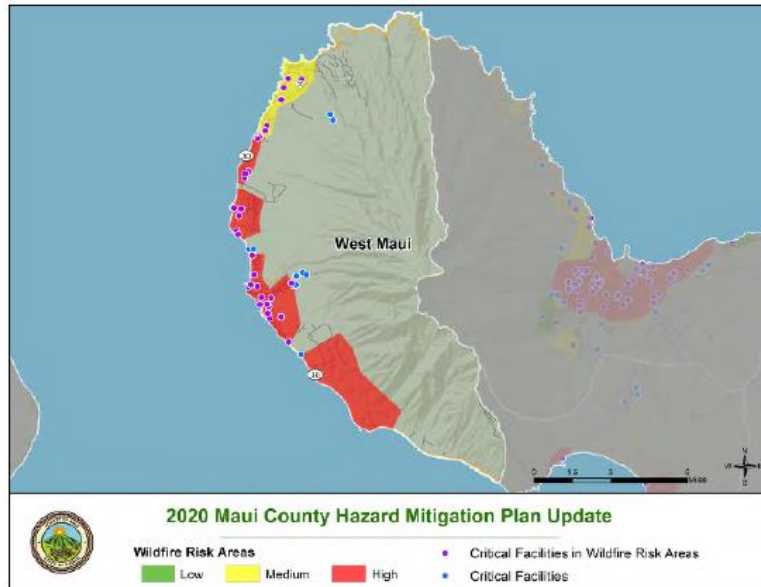 30
West Maui
30
2020 Maui County Hazard Mitigation Plan Update
Wildfire Risk Areas
Low
Medium
High
Critical Facilities in Wildfire Risk Areas
Critical Facilities